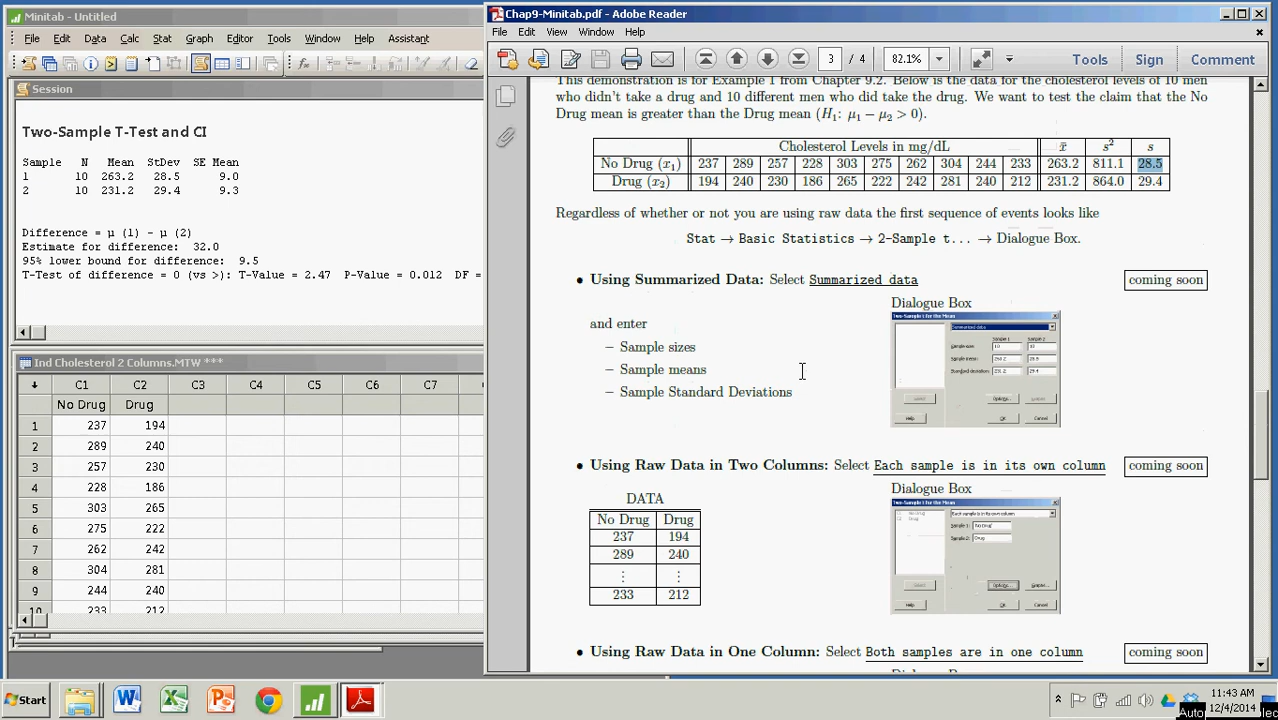 Minitab - Untitled
File Edit Data Calc Stat Graph Editor Tools Window Help Assistant
Session
Two-Sample T-Test and CI
Sample N Mean StDev SE Mean
1 10 263.2 28.5 9.0
2 10 231.2 29.4 9.3
Difference = μ (1) - μ (2)
Estimate for difference: 32.0
95% lower bound for difference: 9.5
T-Test of difference = 0 (vs >): T-Value = 2.47 P-Value = 0.012 DF =
Ind Cholesterol 2 Columns.MTW ***
C1 C2 C3 C4 C5 C6 C7
No Drug Drug
1 237 194
2 289 240
3 257 230
4 228 186
5 303 265
6 275 222
7 262 242
8 304 281
9 244 240
10 233 212
Chap9-Minitab.pdf - Adobe Reader
File Edit View Window Help
3 / 4 82.1% Tools Sign Comment
This demonstration is for Example 1 from Chapter 9.2. Below is the data for the cholesterol levels of 10 men
who didn't take a drug and 10 different men who did take the drug. We want to test the claim that the No
Drug mean is greater than the Drug mean (H₁: μ₁ − μ₂ > 0).
Cholesterol Levels in mg/dL x̄ s² s
No Drug (x₁) 237 289 257 228 303 275 262 304 244 233 263.2 811.1 28.5
Drug (x₂) 194 240 230 186 265 222 242 281 240 212 231.2 864.0 29.4
Regardless of whether or not you are using raw data the first sequence of events looks like
Stat → Basic Statistics → 2-Sample t... → Dialogue Box.
• Using Summarized Data: Select Summarized data coming soon
Dialogue Box
and enter
– Sample sizes
– Sample means
– Sample Standard Deviations
Summarized data
• Using Raw Data in Two Columns: Select Each sample is in its own column coming soon
Dialogue Box
DATA
No Drug Drug
237 194
289 240
⋮ ⋮
233 212
Each sample is in its own column
• Using Raw Data in One Column: Select Both samples are in one column coming soon
Start
11:43 AM
12/4/2014